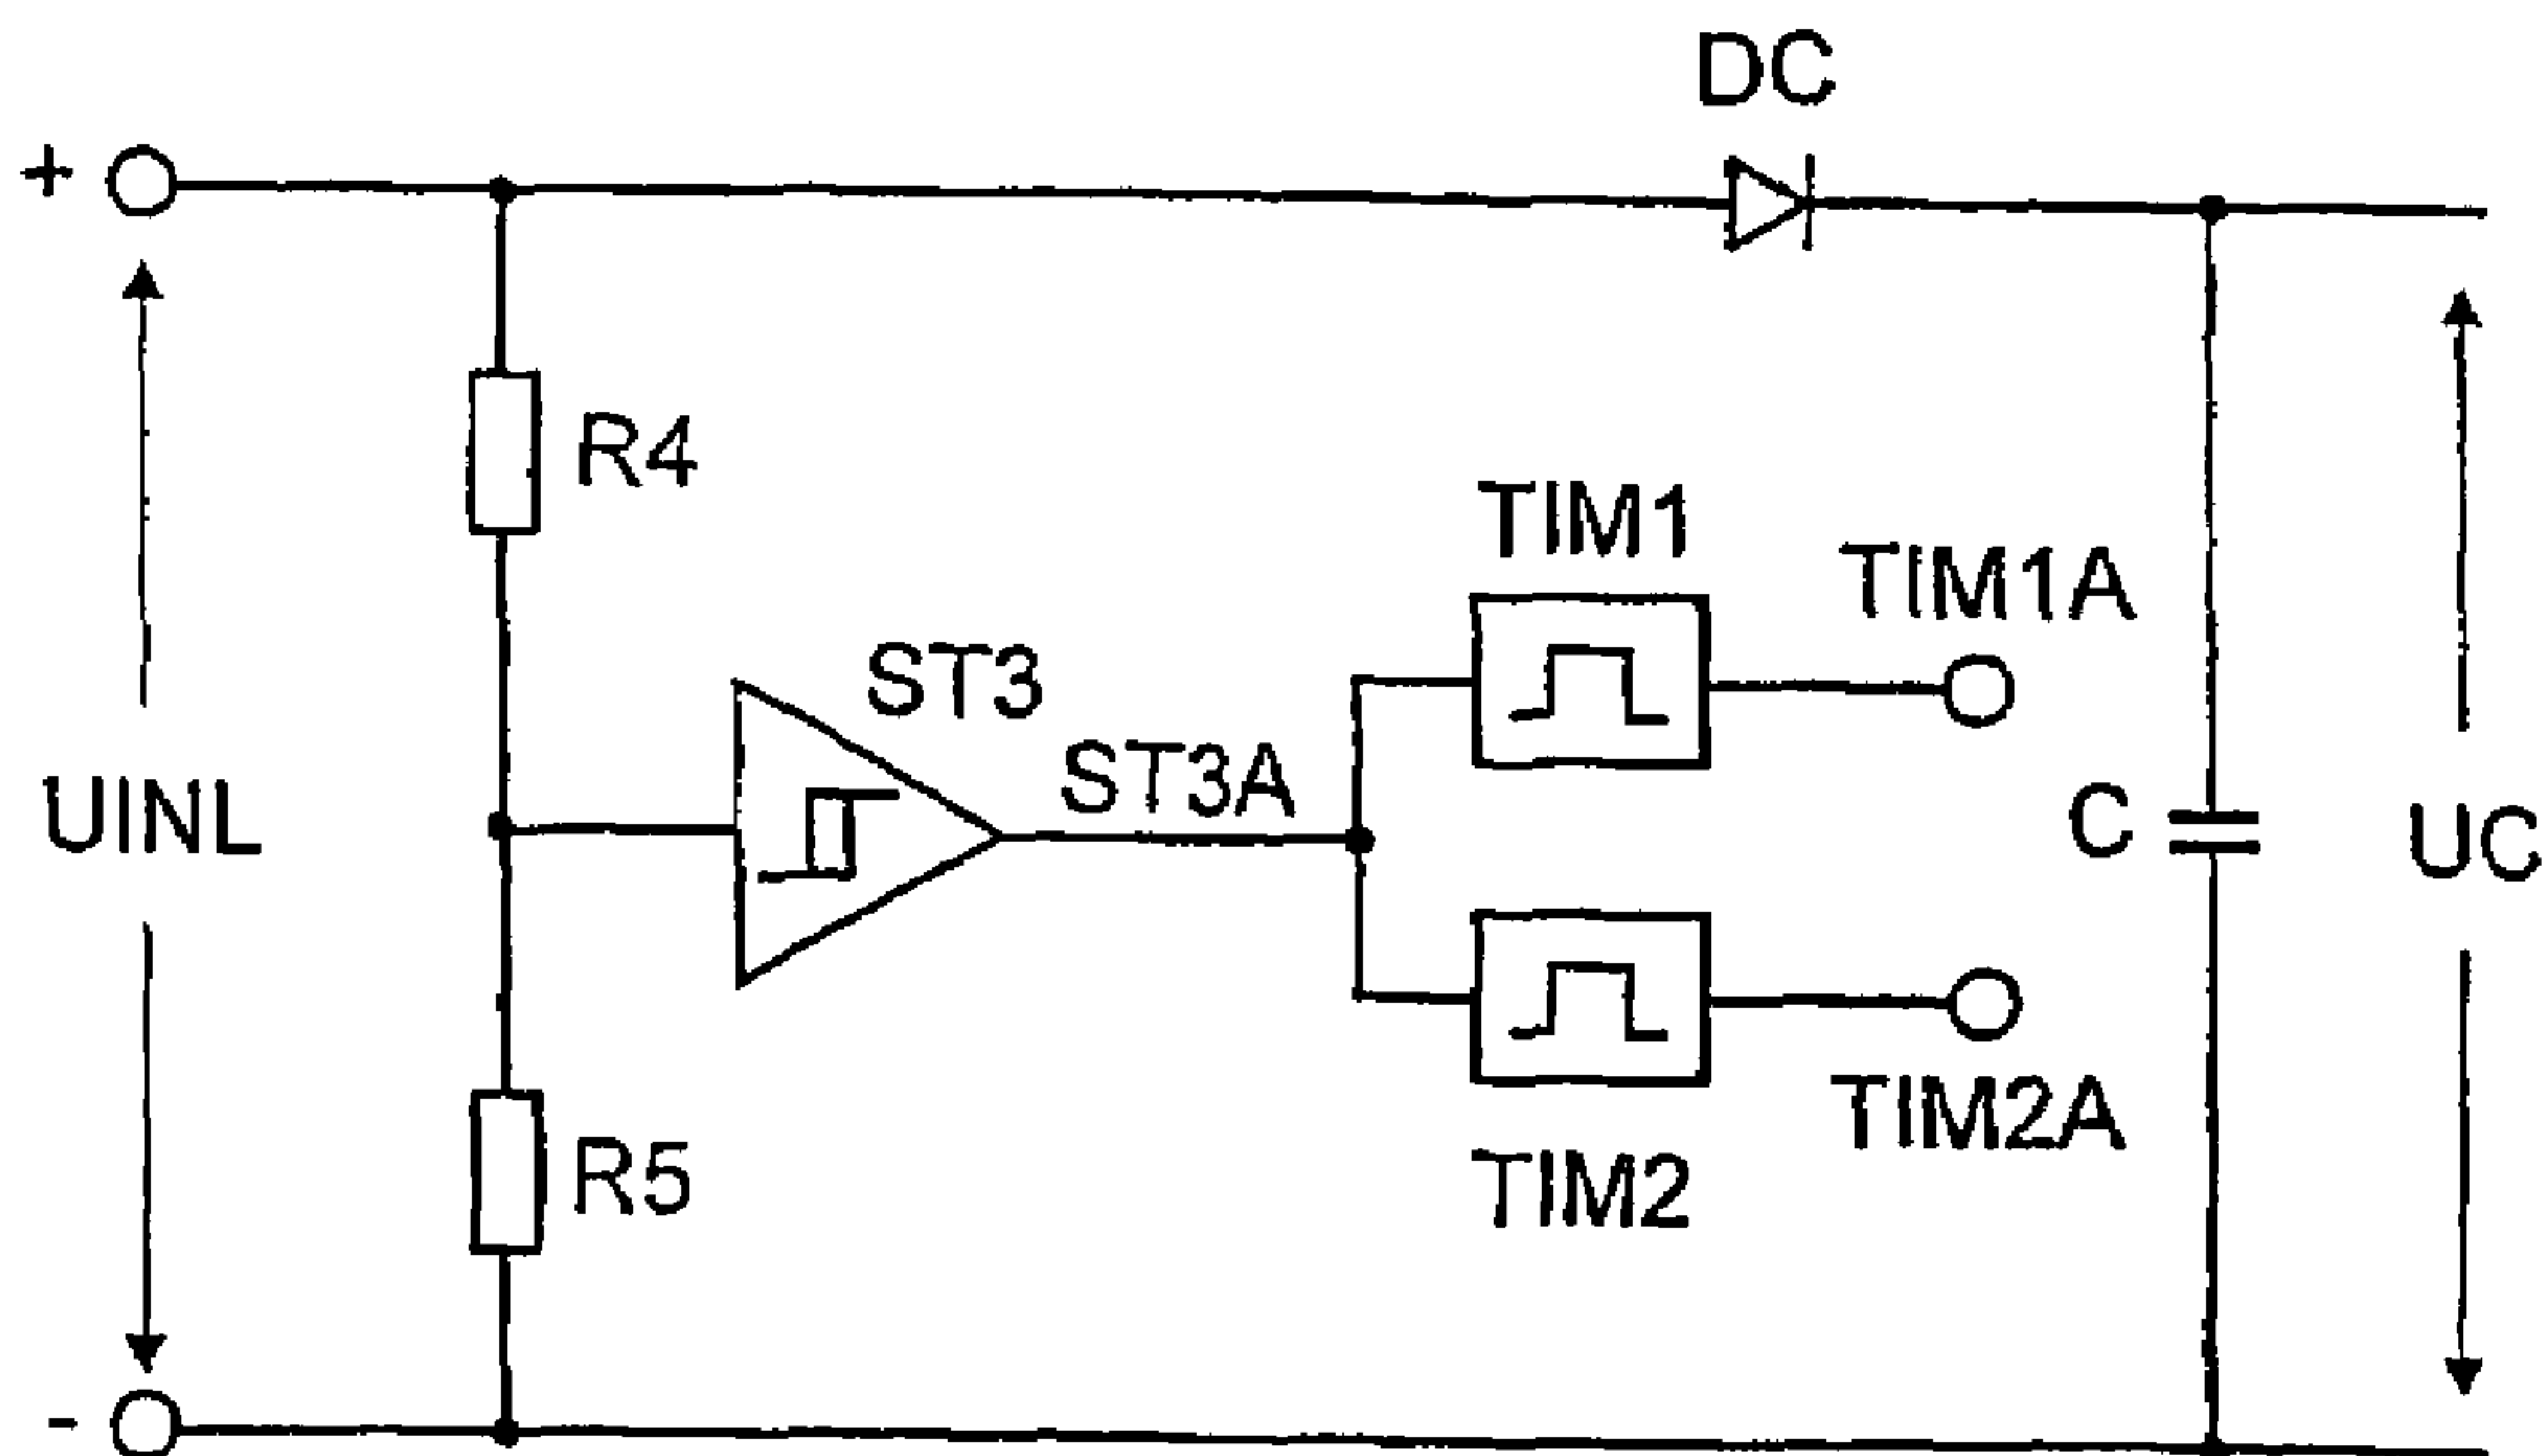 DC
+
R4
TIM1
TIM1A
ST3
ST3A
UINL
C
UC
TIM2A
R5
TIM2
-